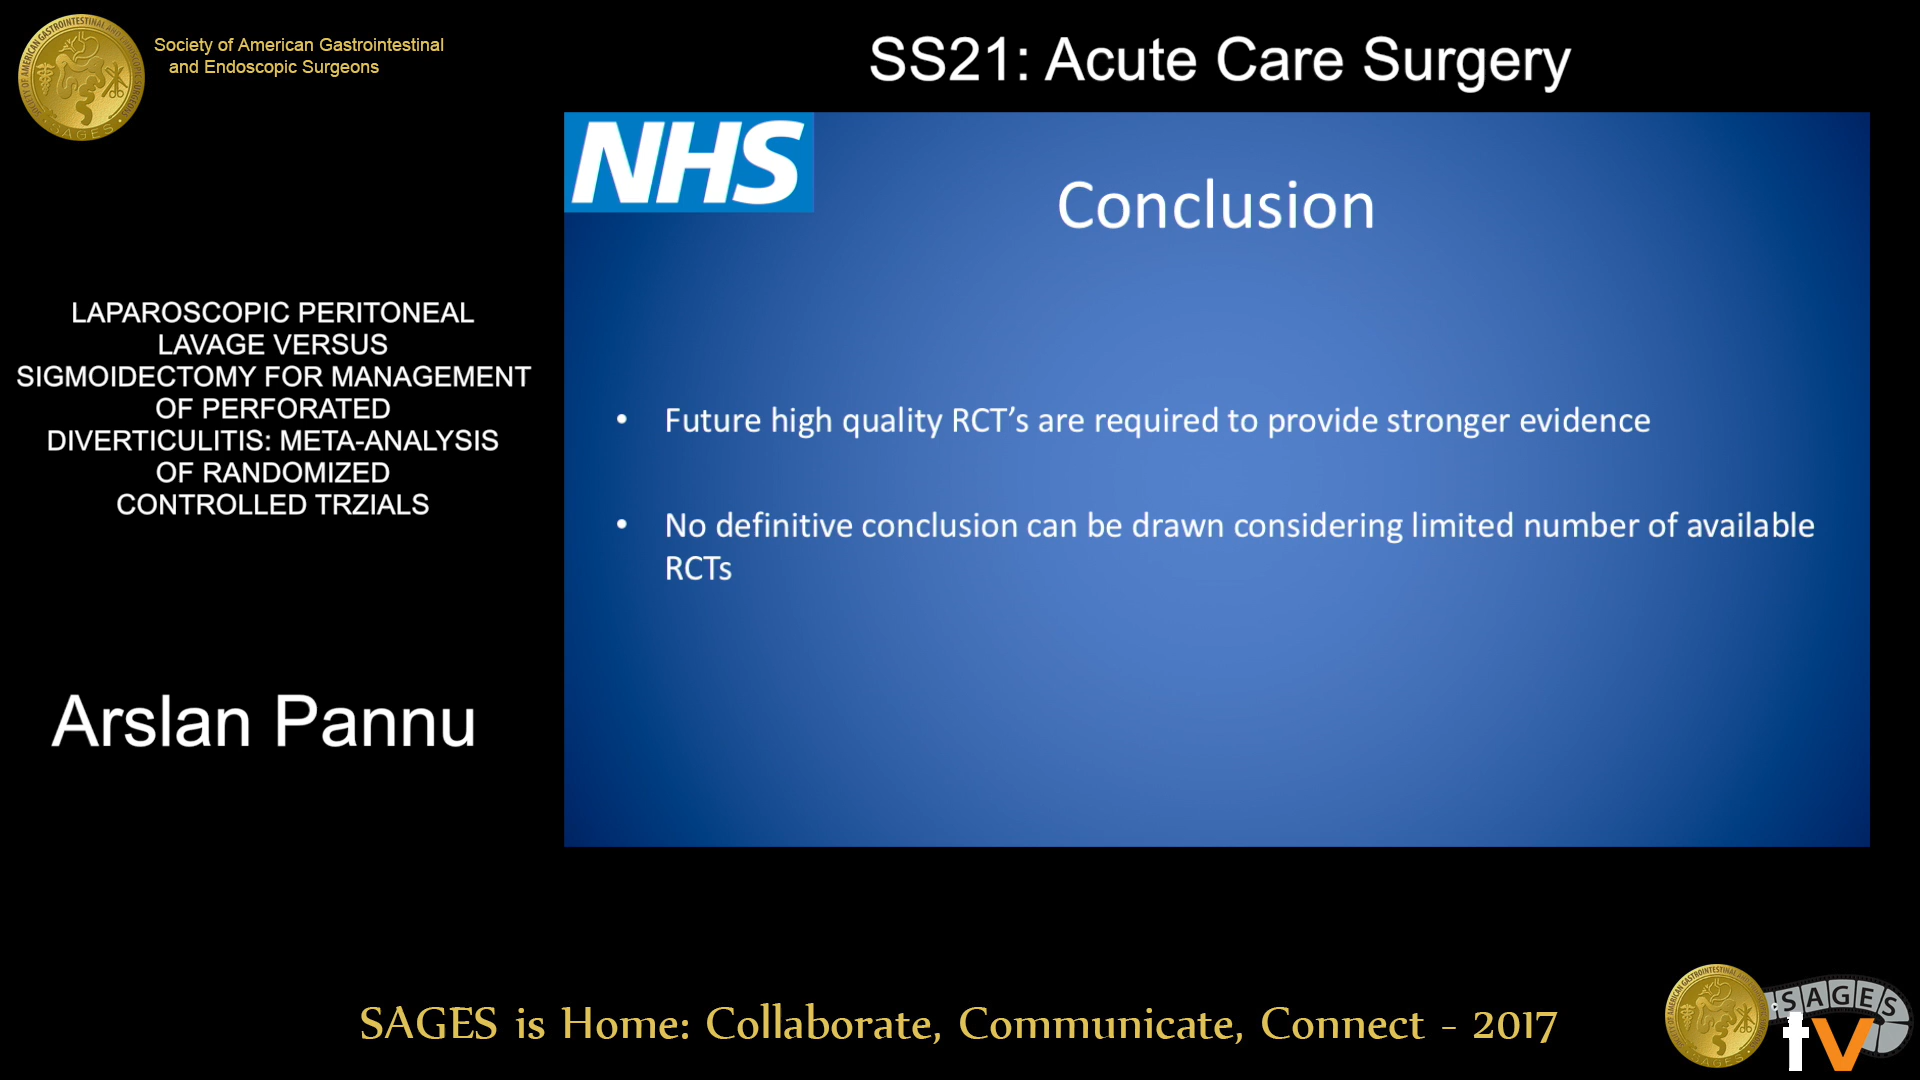 Society of American Gastrointestinal
and Endoscopic Surgeons
SS21: Acute Care Surgery
NHS
Conclusion
LAPAROSCOPIC PERITONEAL
LAVAGE VERSUS
SIGMOIDECTOMY FOR MANAGEMENT
OF PERFORATED
DIVERTICULITIS: META-ANALYSIS
OF RANDOMIZED
CONTROLLED TRZIALS
Arslan Pannu
• Future high quality RCT’s are required to provide stronger evidence
• No definitive conclusion can be drawn considering limited number of available
RCTs
SAGES is Home: Collaborate, Communicate, Connect - 2017
SAGES
tv